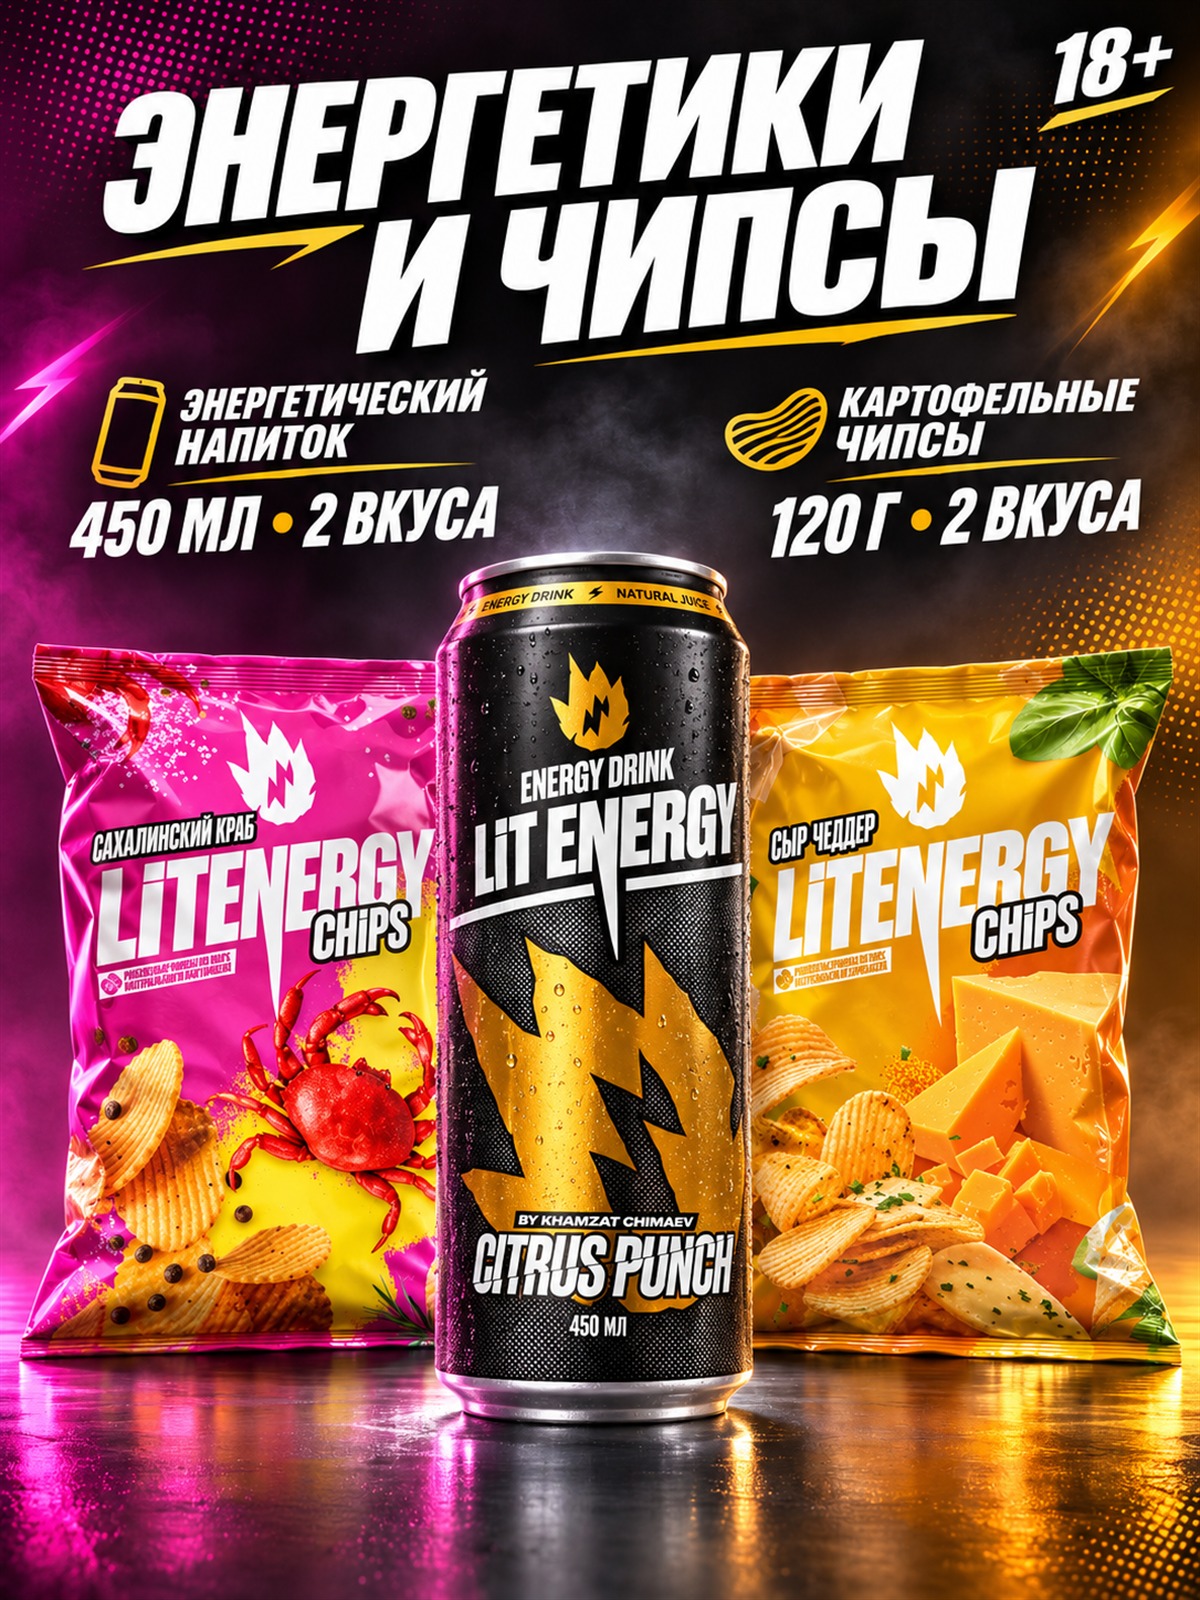 ЭНЕРГЕТИКИ
И ЧИПСЫ
18+
ЭНЕРГЕТИЧЕСКИЙ
НАПИТОК
450 МЛ • 2 ВКУСА
КАРТОФЕЛЬНЫЕ
ЧИПСЫ
120 Г • 2 ВКУСА
САХАЛИНСКИЙ КРАБ
LiTENERGY
CHiPS
ENERGY DRINK
NATURAL JUICE
ENERGY DRINK
LiT ENERGY
BY KHAMZAT CHIMAEV
CITRUS PUNCH
450 МЛ
СЫР ЧЕДДЕР
LiTENERGY
CHiPS